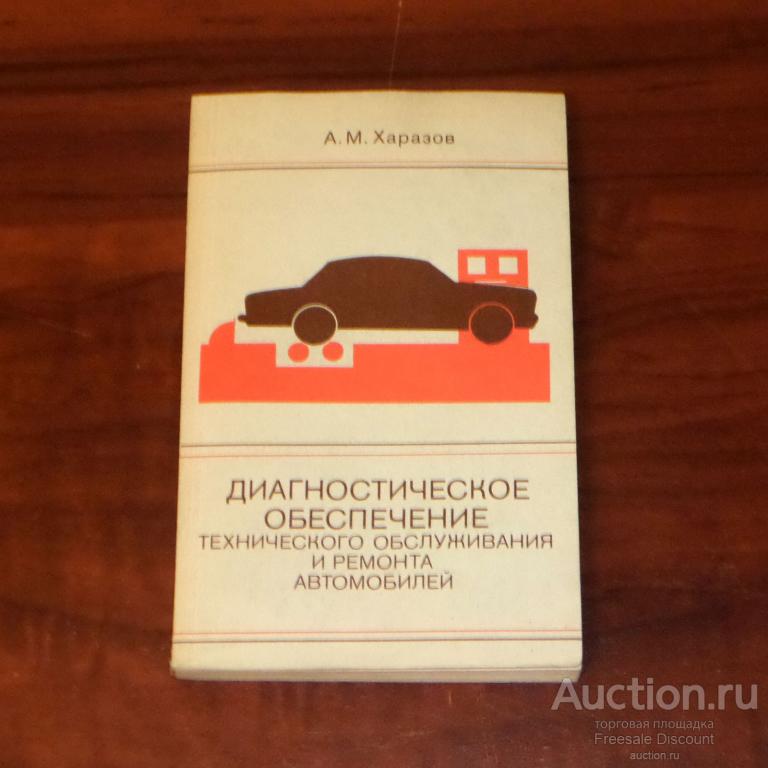 А. М. Харазов
ДИАГНОСТИЧЕСКОЕ
ОБЕСПЕЧЕНИЕ
ТЕХНИЧЕСКОГО ОБСЛУЖИВАНИЯ
И РЕМОНТА
АВТОМОБИЛЕЙ
Auction.ru
торговая площадка
Freesale Discount
auction.ru